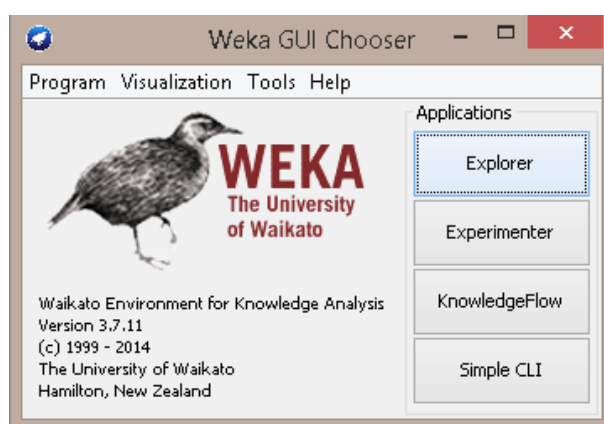 Weka GUI Chooser
Program Visualization Tools Help
Applications
WEKA
The University
of Waikato
Explorer
Experimenter
KnowledgeFlow
Simple CLI
Waikato Environment for Knowledge Analysis
Version 3.7.11
(c) 1999 - 2014
The University of Waikato
Hamilton, New Zealand